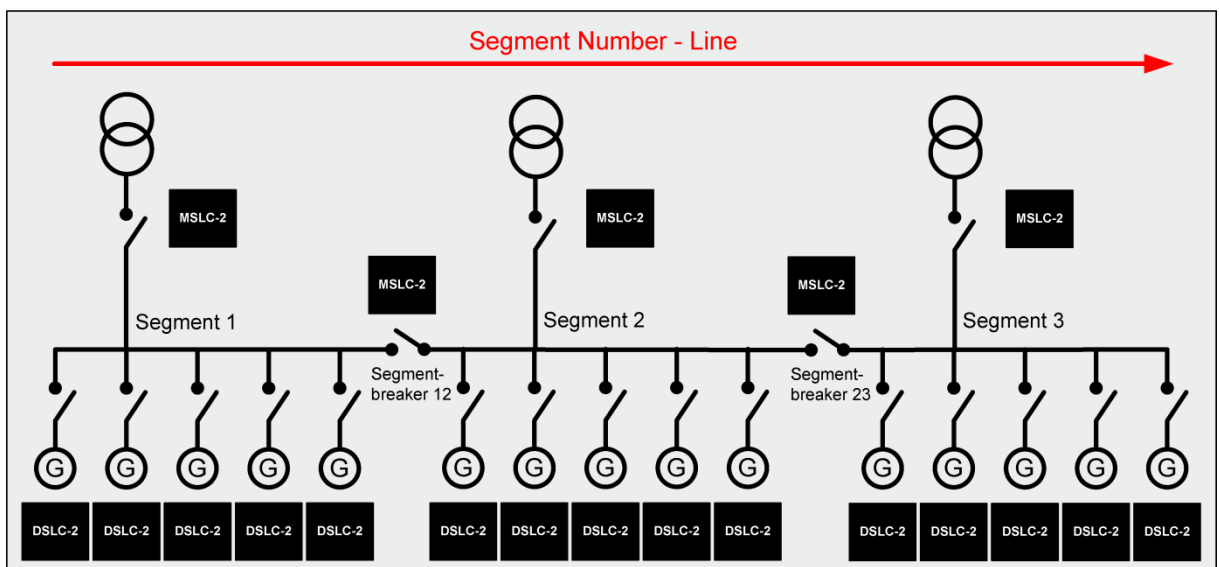 Segment Number - Line
MSLC-2
MSLC-2
MSLC-2
MSLC-2
MSLC-2
Segment 1
Segment 2
Segment 3
Segment-
breaker 12
Segment-
breaker 23
G G G G G G G G G G G G G G G
DSLC-2 DSLC-2 DSLC-2 DSLC-2 DSLC-2 DSLC-2 DSLC-2 DSLC-2 DSLC-2 DSLC-2 DSLC-2 DSLC-2 DSLC-2 DSLC-2 DSLC-2